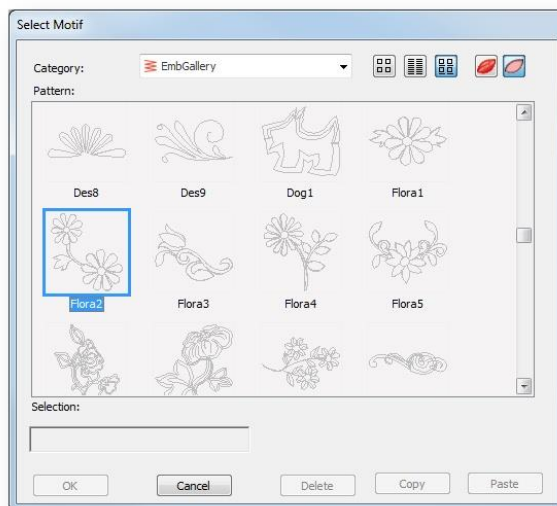 Select Motif
Category:
EmbGallery
Pattern:
Des8
Des9
Dog1
Flora1
Flora2
Flora3
Flora4
Flora5
Selection:
OK
Cancel
Delete
Copy
Paste